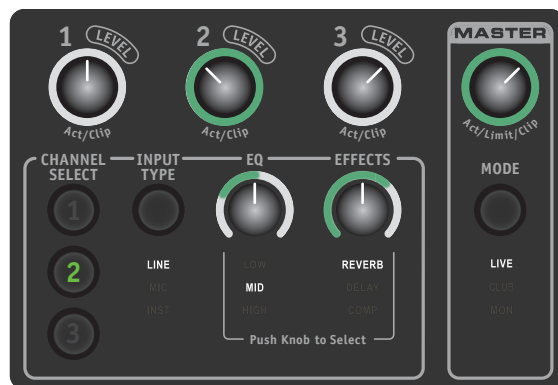 1 LEVEL
2 LEVEL
3 LEVEL
MASTER
Act/Clip
Act/Clip
Act/Clip
Act/Limit/Clip
CHANNEL
SELECT
INPUT
TYPE
EQ
EFFECTS
MODE
1
2
3
LINE
MIC
INST
LOW
MID
HIGH
REVERB
DELAY
COMP
Push Knob to Select
LIVE
CLUB
MON